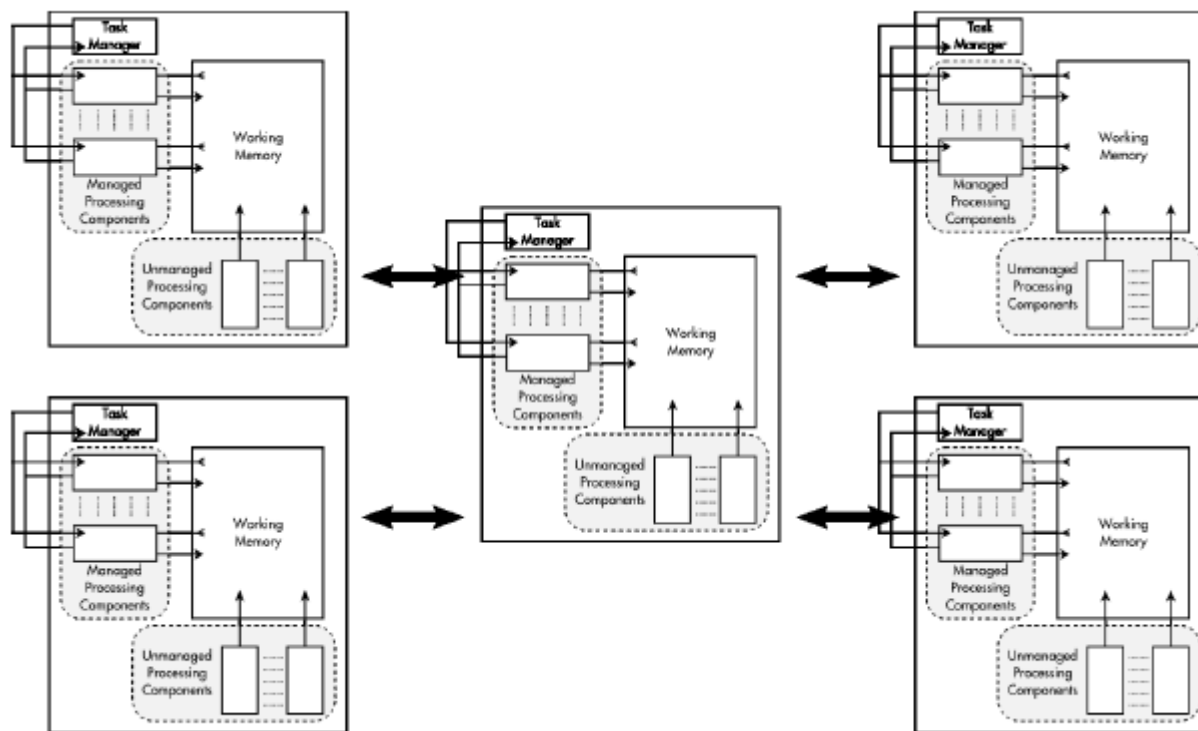 Task
Manager
Working
Memory
Managed
Processing
Components
Unmanaged
Processing
Components
Task
Manager
Working
Memory
Managed
Processing
Components
Unmanaged
Processing
Components
Task
Manager
Working
Memory
Managed
Processing
Components
Unmanaged
Processing
Components
Task
Manager
Working
Memory
Managed
Processing
Components
Unmanaged
Processing
Components
Task
Manager
Working
Memory
Managed
Processing
Components
Unmanaged
Processing
Components